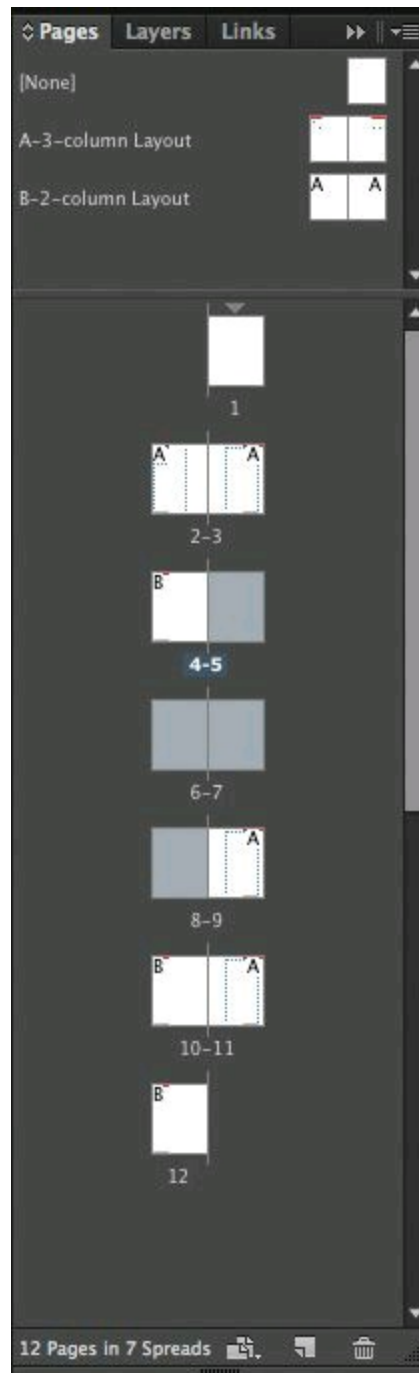 Pages Layers Links
[None]
A-3-column Layout
B-2-column Layout
A A
1
A A
2-3
B
4-5
6-7
A
8-9
B A
10-11
B
12
12 Pages in 7 Spreads